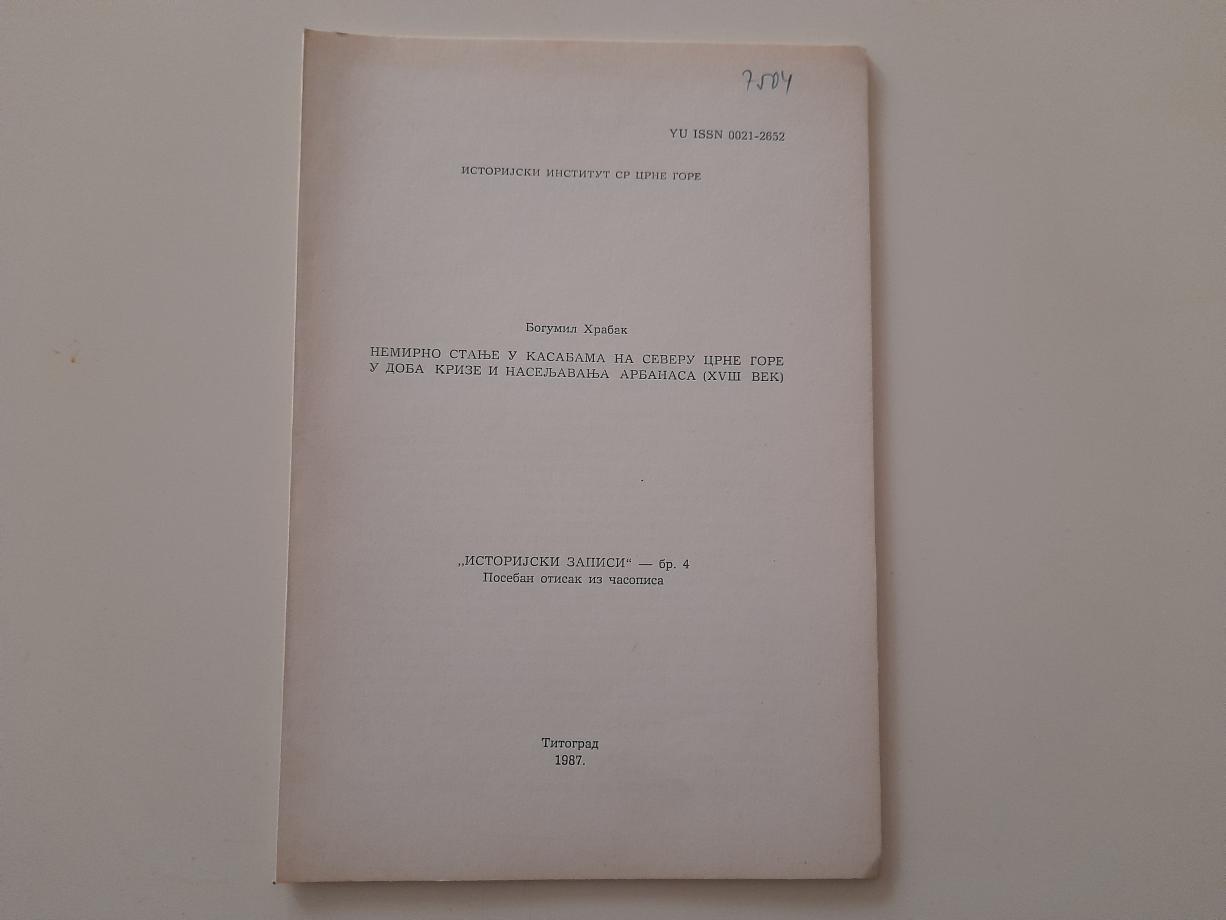 7504
YU ISSN 0021-2652
ИСТОРИЈСКИ ИНСТИТУТ СР ЦРНЕ ГОРЕ
Богумил Храбак
НЕМИРНО СТАЊЕ У КАСАБАМА НА СЕВЕРУ ЦРНЕ ГОРЕ
У ДОБА КРИЗЕ И НАСЕЉАВАЊА АРБАНАСА (XVIII ВЕК)
„ИСТОРИЈСКИ ЗАПИСИ“ — бр. 4
Посебан отисак из часописа
Титоград
1987.